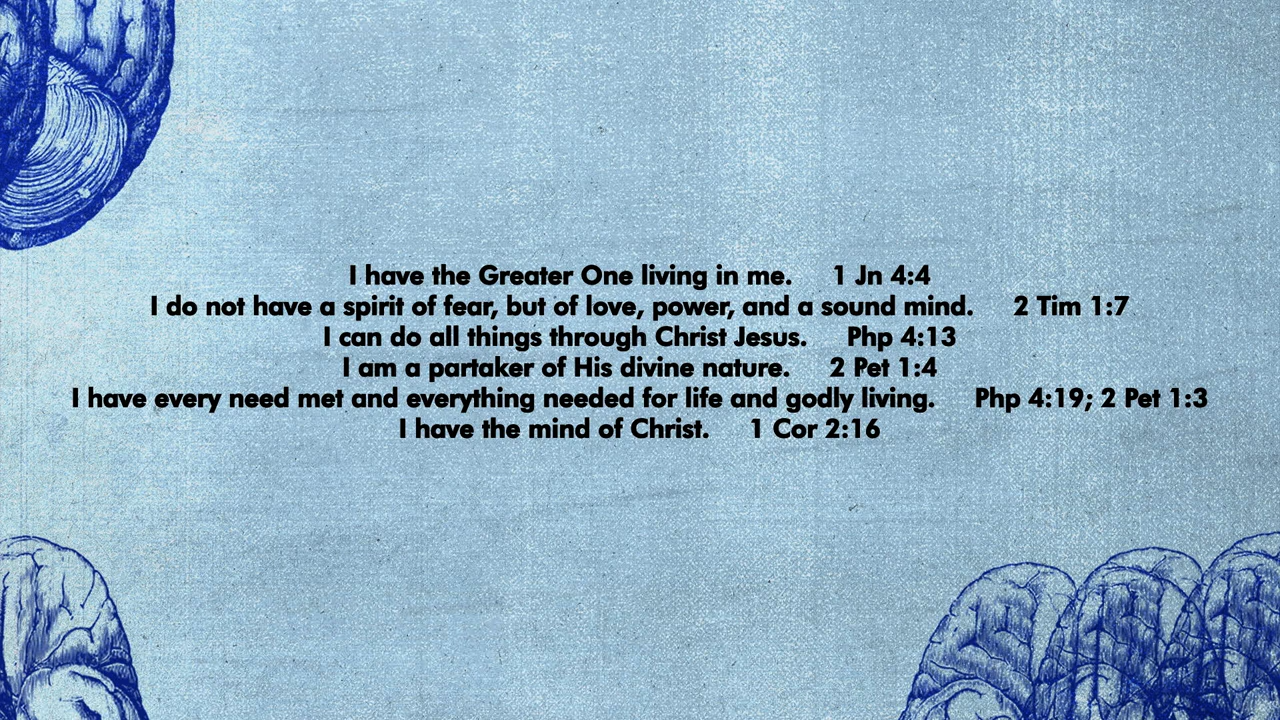 I have the Greater One living in me. 1 Jn 4:4
I do not have a spirit of fear, but of love, power, and a sound mind. 2 Tim 1:7
I can do all things through Christ Jesus. Php 4:13
I am a partaker of His divine nature. 2 Pet 1:4
I have every need met and everything needed for life and godly living. Php 4:19; 2 Pet 1:3
I have the mind of Christ. 1 Cor 2:16